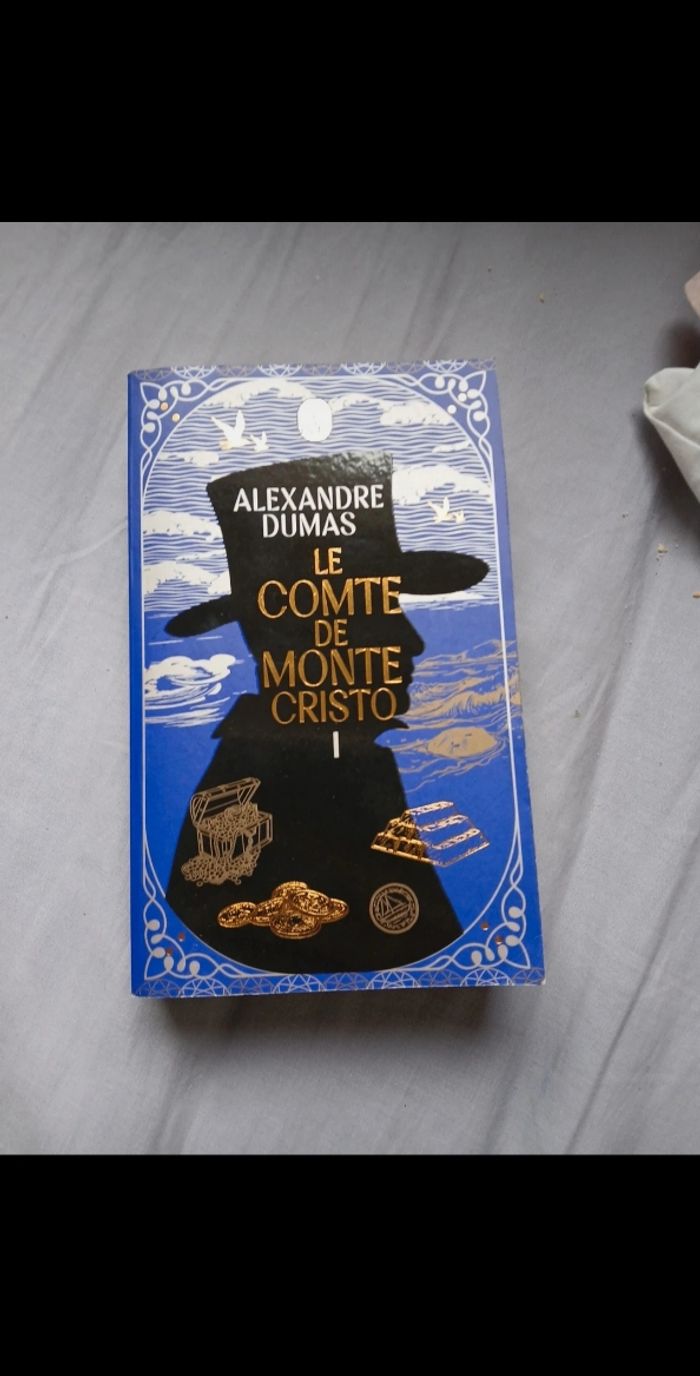 ALEXANDRE
DUMAS
LE
COMTE
DE
MONTE
CRISTO
I